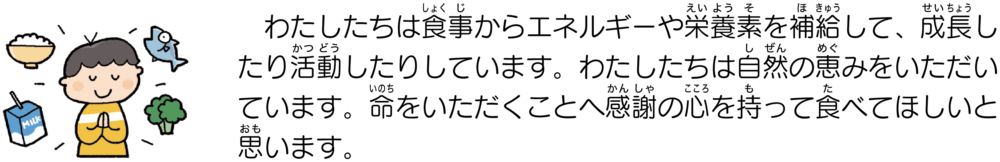 MILK
わたしたちは食事からエネルギーや栄養素を補給して、成長し
たり活動したりしています。わたしたちは自然の恵みをいただい
ています。命をいただくことへ感謝の心を持って食べてほしいと
思います。